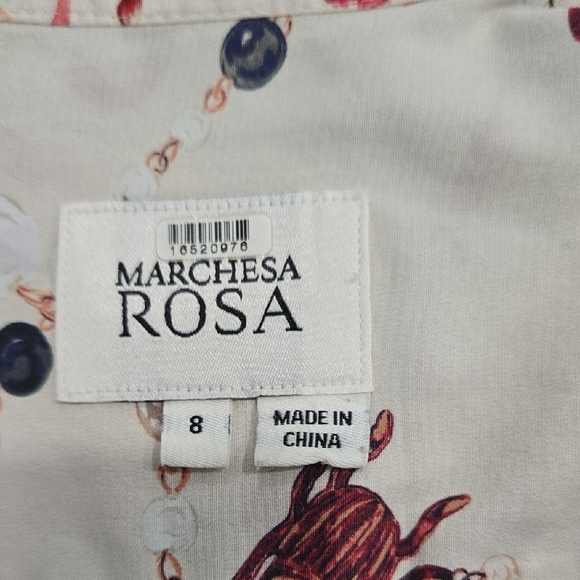 16520976
MARCHESA
ROSA
8
MADE IN
CHINA